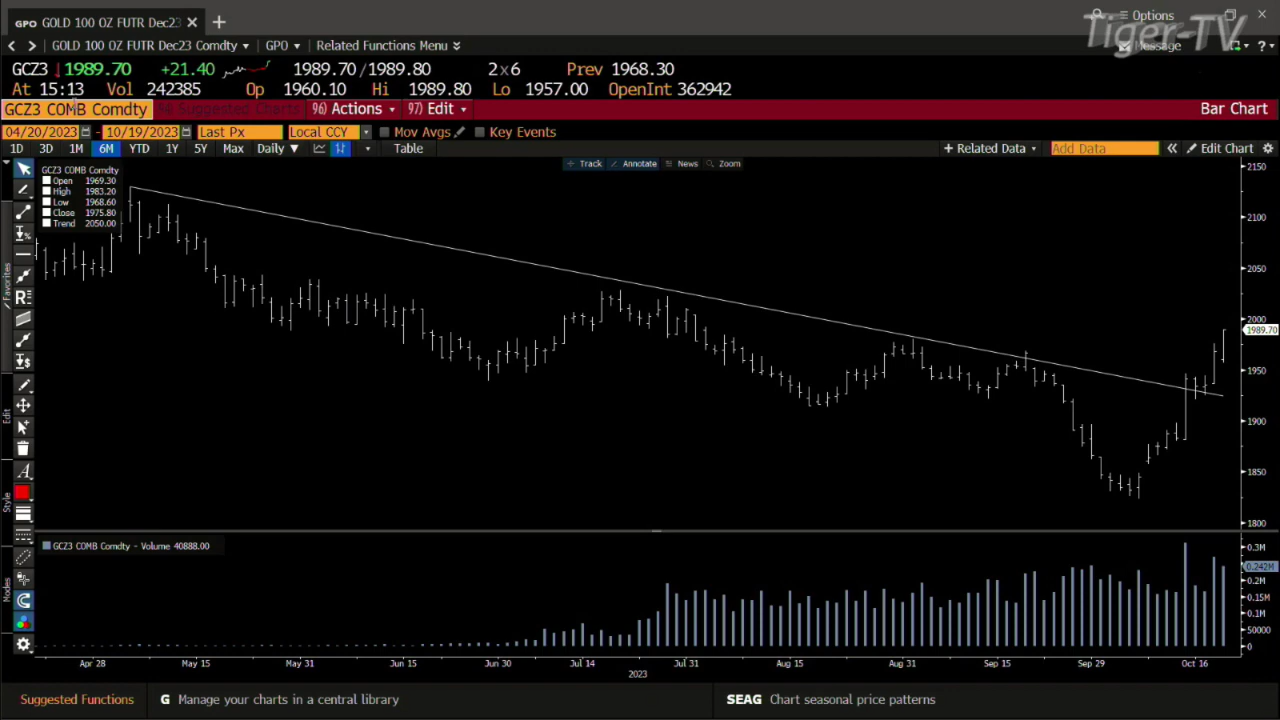 GPO GOLD 100 OZ FUTR Dec23
Options
Tiger-TV
GOLD 100 OZ FUTR Dec23 Comdty GPO Related Functions Menu
Message
GCZ3 1989.70 +21.40 1989.70/1989.80 2×6 Prev 1968.30
At 15:13 Vol 242385 Op 1960.10 Hi 1989.80 Lo 1957.00 OpenInt 362942
GCZ3 COMB Comdty Suggested Charts 96) Actions 97) Edit Bar Chart
04/20/2023 - 10/19/2023 Last Px Local CCY Mov Avgs Key Events
1D 3D 1M 6M YTD 1Y 5Y Max Daily Table + Related Data Add Data Edit Chart
Track Annotate News Zoom
GCZ3 COMB Comdty
Open 1969.30
High 1983.20
Low 1968.60
Close 1975.80
Trend 2050.00
2150
2100
2050
2000
1989.70
1950
1900
1850
1800
Favorites
Edit
Style
Modes
GCZ3 COMB Comdty - Volume 40888.00
0.3M
0.242M
0.2M
0.15M
0.1M
50000
0
Apr 28 May 15 May 31 Jun 15 Jun 30 Jul 14 Jul 31 Aug 15 Aug 31 Sep 15 Sep 29 Oct 16
2023
Suggested Functions G Manage your charts in a central library SEAG Chart seasonal price patterns